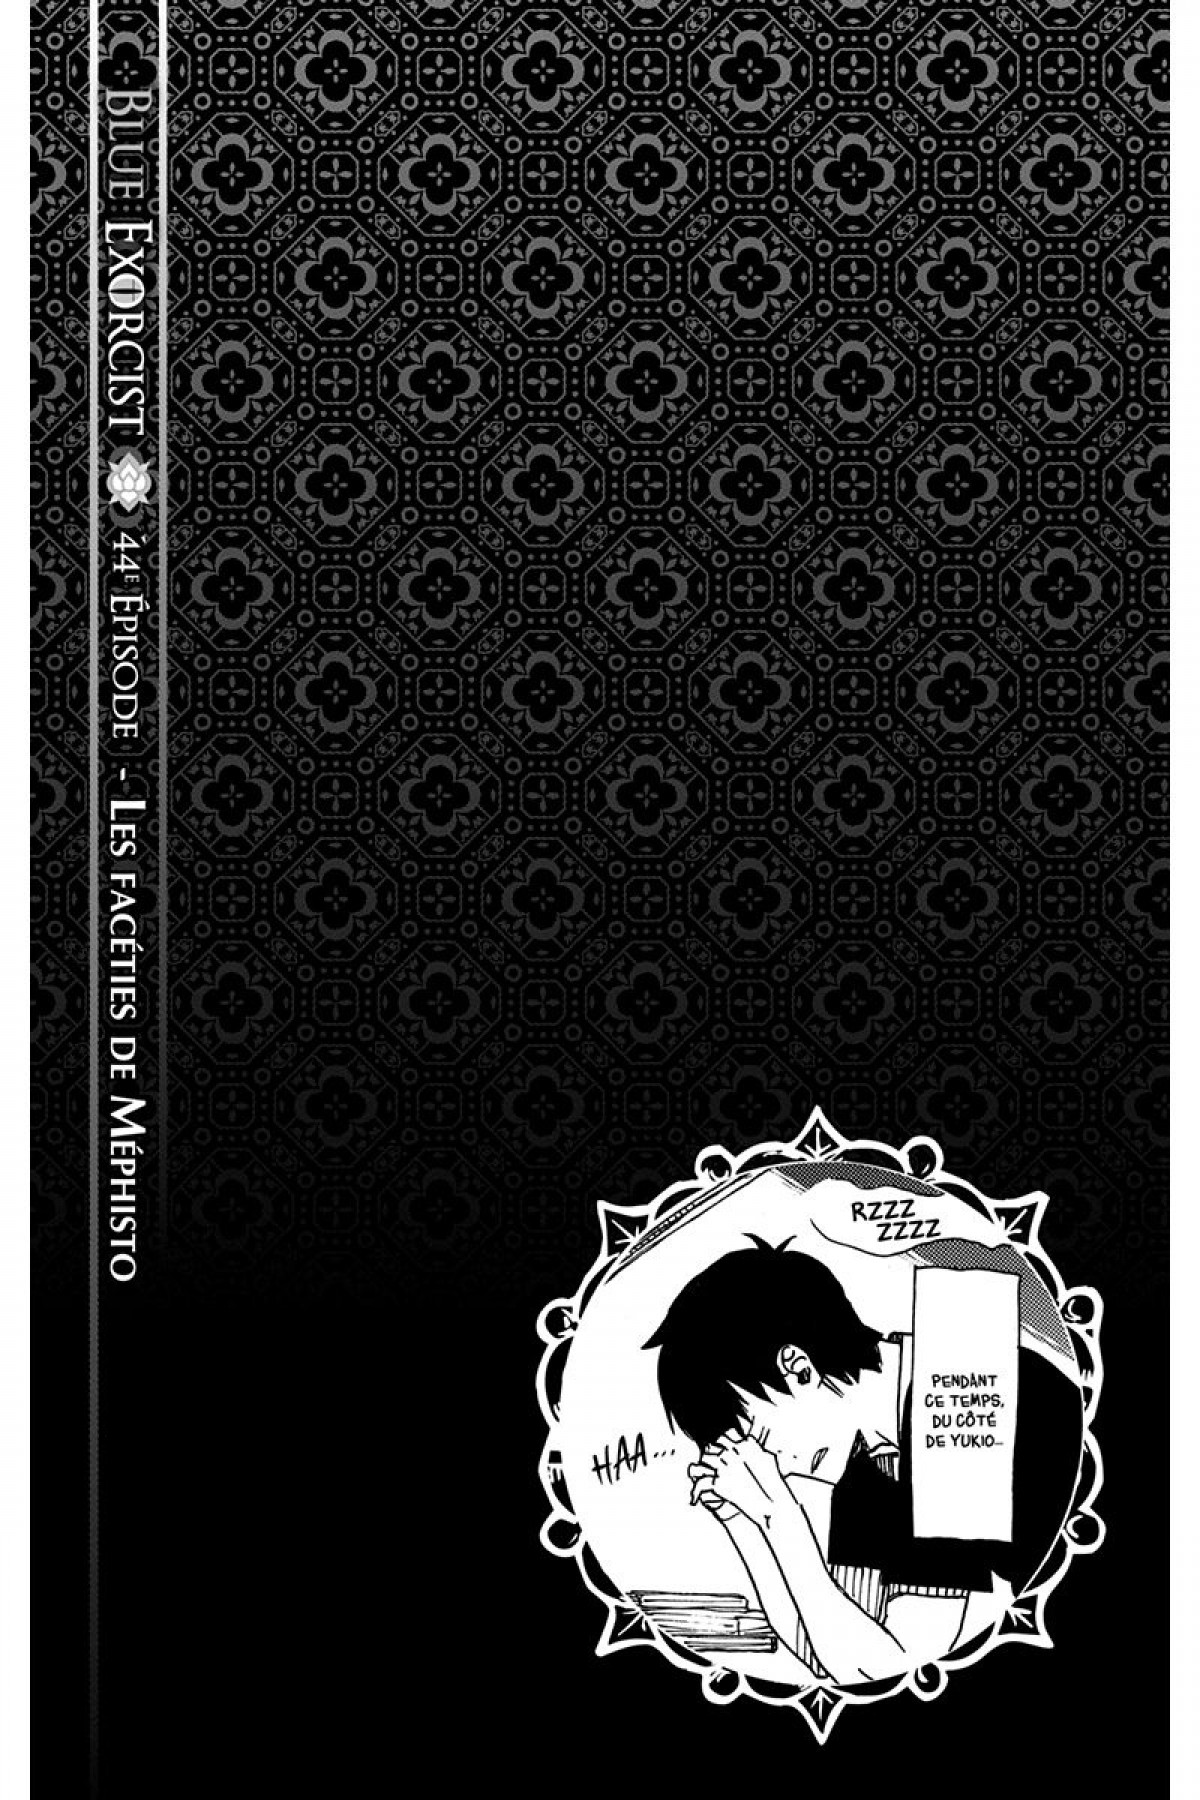 BLUE EXORCIST 44E ÉPISODE - LES FACÉTIES DE MÉPHISTO
RZZZ
ZZZZ
PENDANT
CE TEMPS,
DU CÔTÉ
DE YUKIO...
HAA...